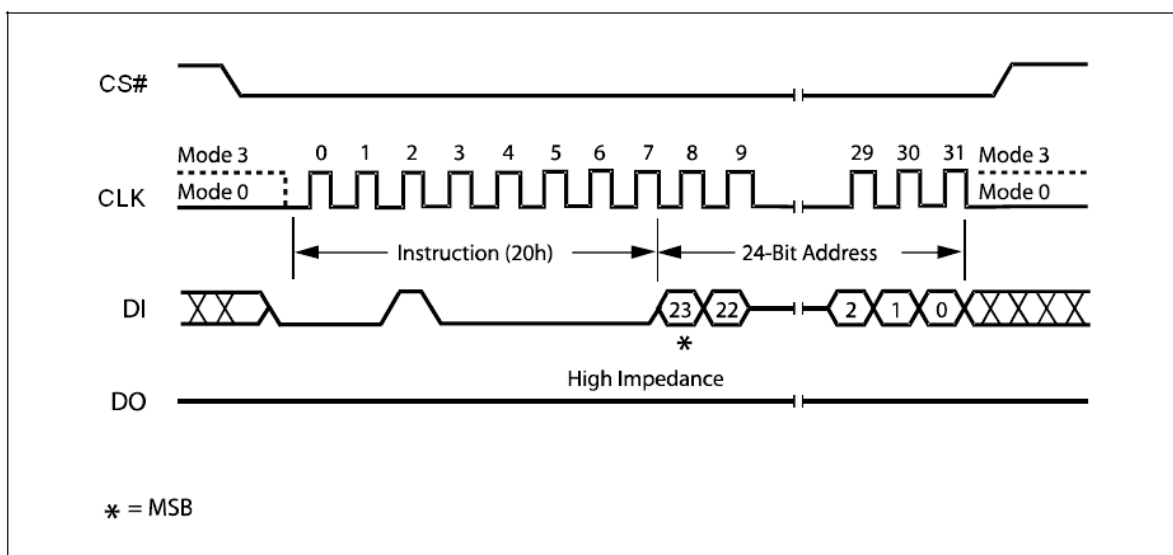 CS#
Mode 3 0 1 2 3 4 5 6 7 8 9 29 30 31 Mode 3
CLK Mode 0 Mode 0
Instruction (20h) 24-Bit Address
DI 23 22 2 1 0
*
High Impedance
DO
* = MSB